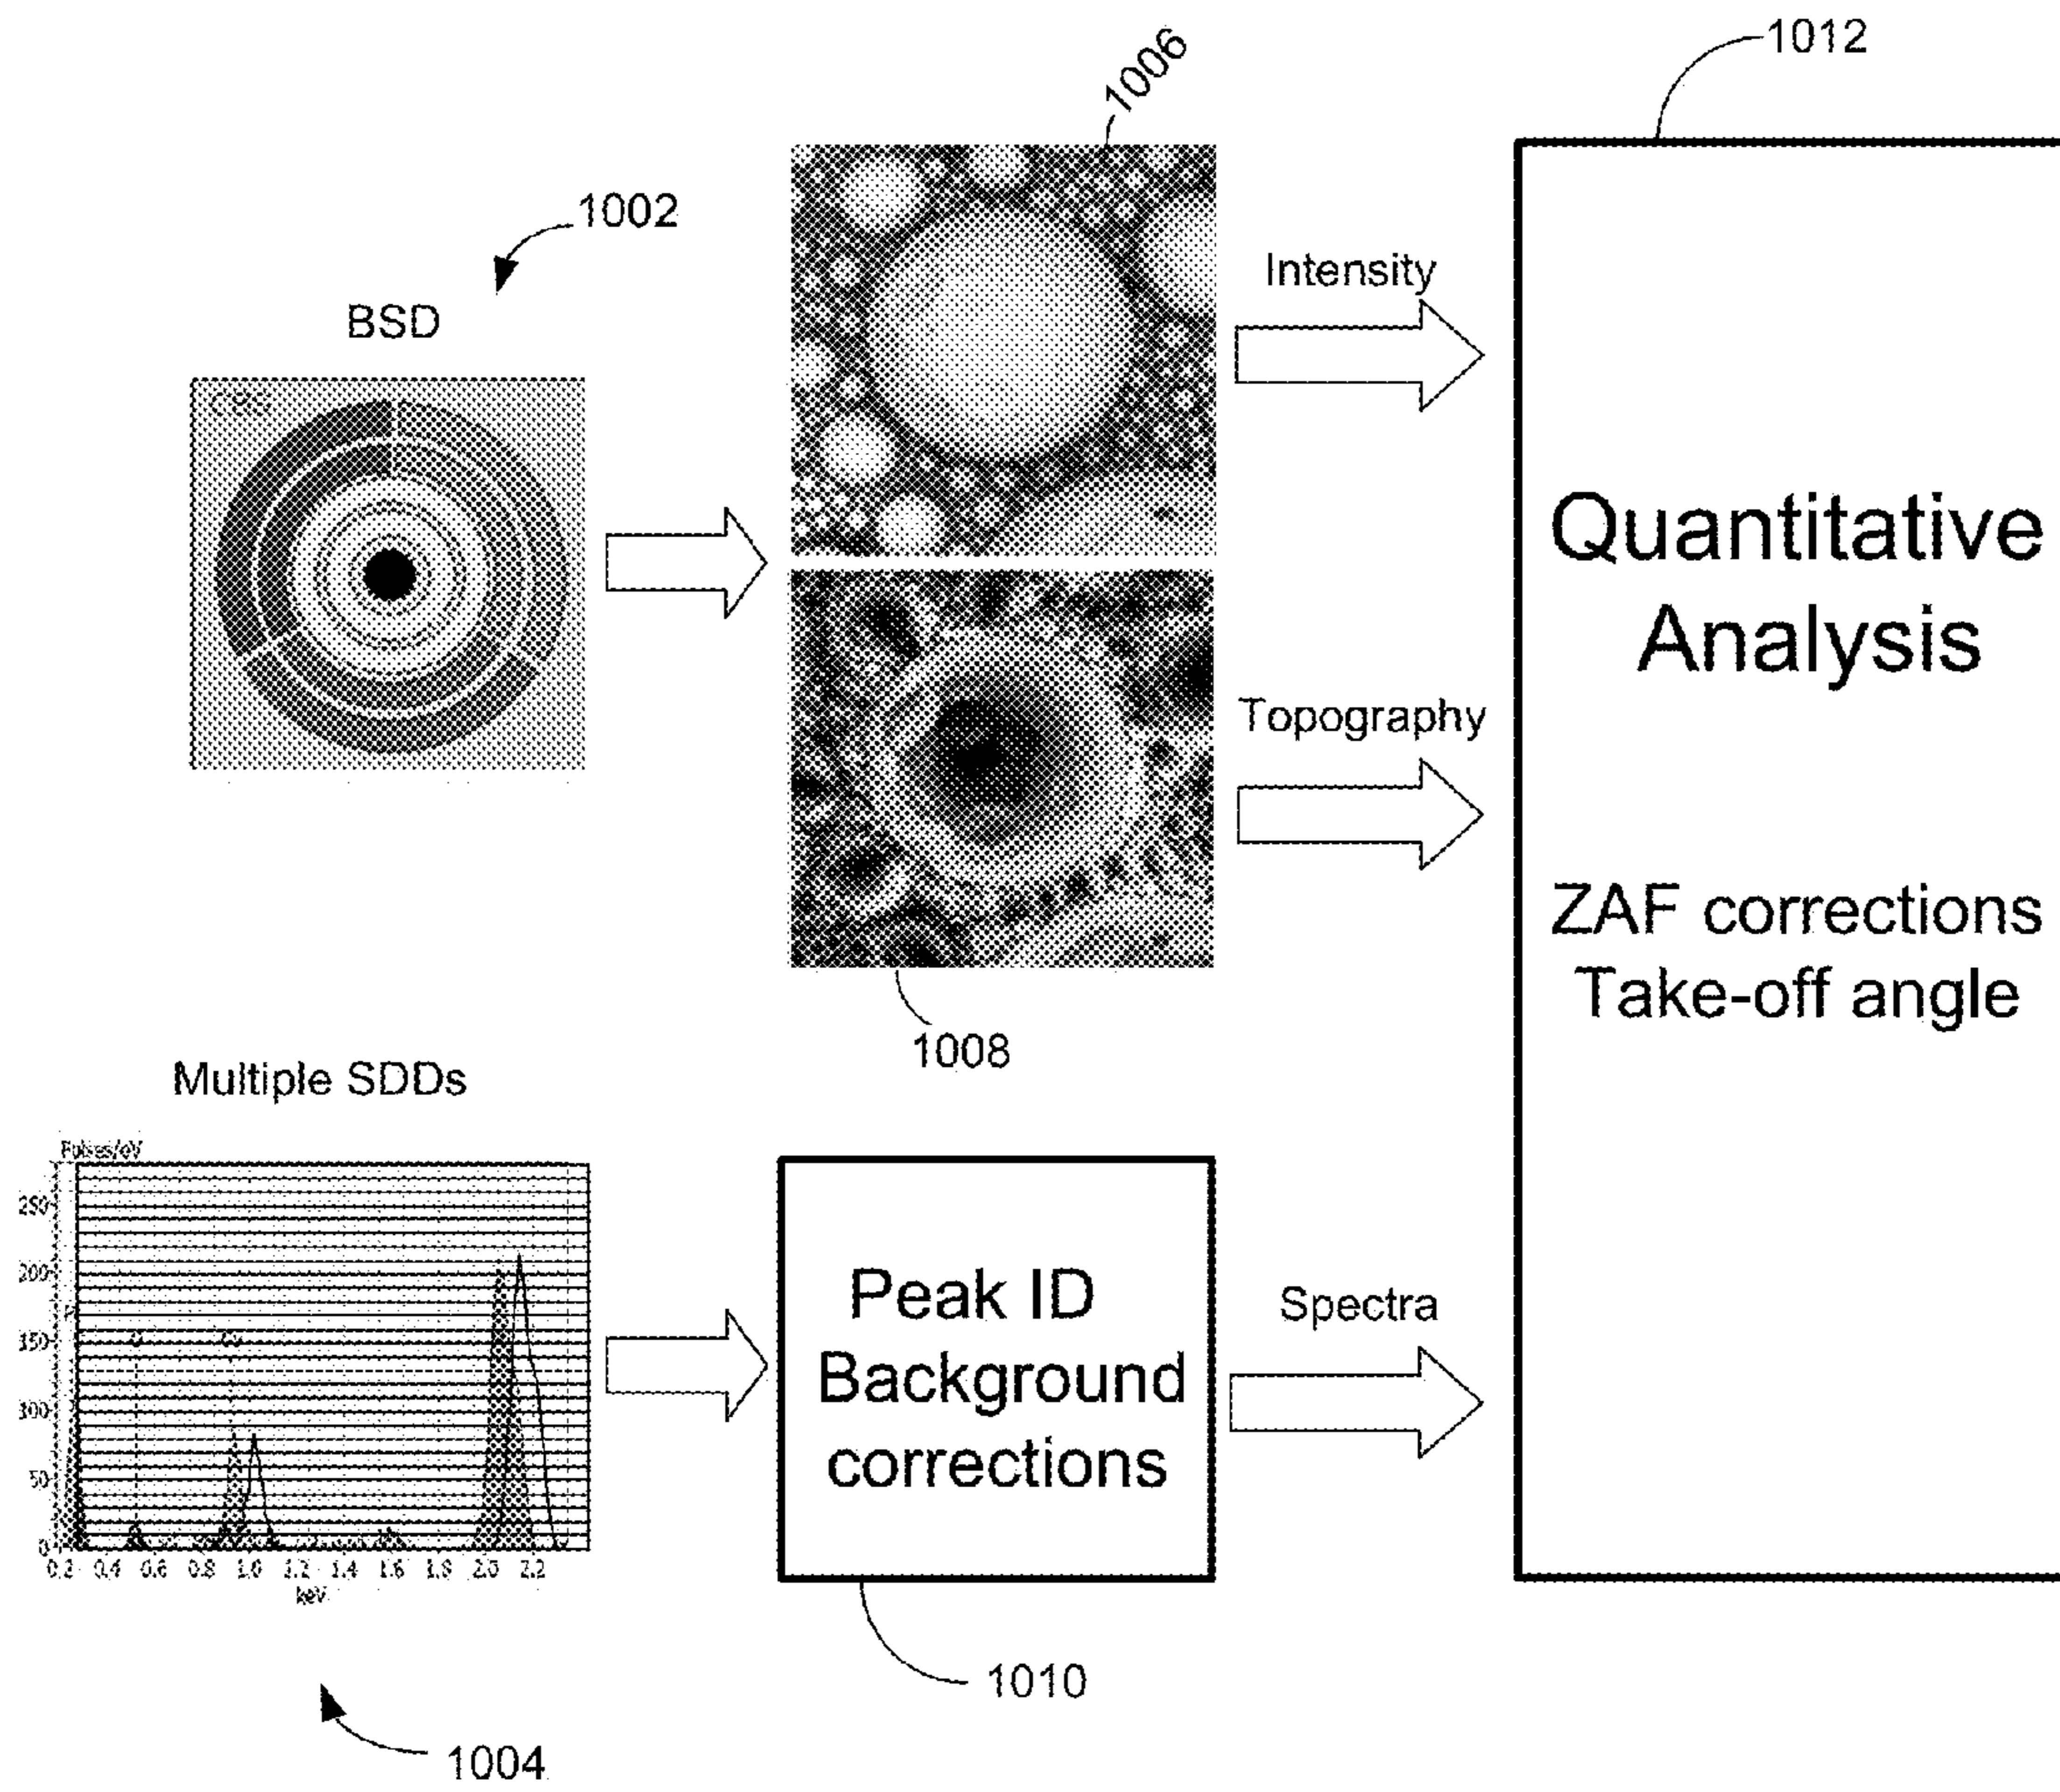 1012
1006
1002
BSD
Intensity
Quantitative
Analysis
Topography
ZAF corrections
Take-off angle
1008
Multiple SDDs
250
200
150
100
50
0
0.2 0.4 0.6 0.8 1.0 1.2 1.4 1.6 1.8 2.0 2.2
keV
Peak ID
Background
corrections
Spectra
1010
1004